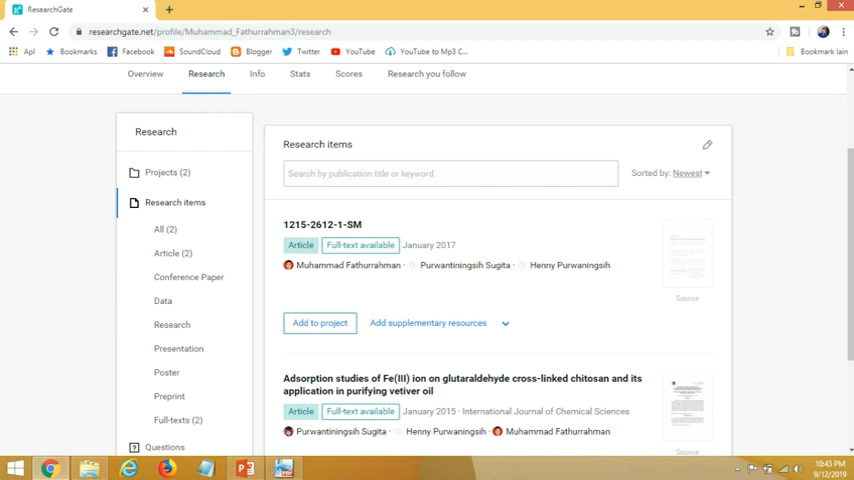 ResearchGate
researchgate.net/profile/Muhammad_Fathurrahman3/research
Apl Bookmarks Facebook SoundCloud Blogger Twitter YouTube YouTube to Mp3 C... Bookmark lain
Overview Research Info Stats Scores Research you follow
Research
Projects (2)
Research items
All (2)
Article (2)
Conference Paper
Data
Research
Presentation
Poster
Preprint
Full-texts (2)
Questions
Research items
Search by publication title or keyword
Sorted by: Newest
1215-2612-1-SM
Article Full-text available January 2017
Muhammad Fathurrahman · Purwantiningsih Sugita · Henny Purwaningsih
Source
Add to project Add supplementary resources
Adsorption studies of Fe(III) ion on glutaraldehyde cross-linked chitosan and its
application in purifying vetiver oil
Article Full-text available January 2015 · International Journal of Chemical Sciences
Purwantiningsih Sugita · Henny Purwaningsih · Muhammad Fathurrahman
Source
10:43 PM
9/12/2019